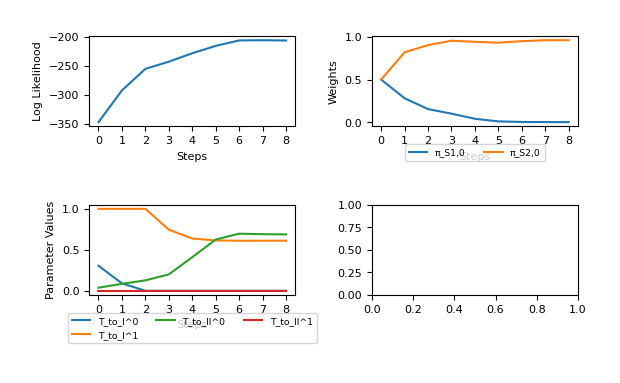 Log Likelihood
−200
−250
−300
−350
0 1 2 3 4 5 6 7 8
Steps
Weights
1.0
0.5
0.0
0 1 2 3 4 5 6 7 8
Steps
π_S1,0 π_S2,0
Parameter Values
1.0
0.5
0.0
0 1 2 3 4 5 6 7 8
T_to_I^0 T_to_II^0 T_to_II^1
T_to_I^1
1.00
0.75
0.50
0.25
0.00
0.0 0.2 0.4 0.6 0.8 1.0